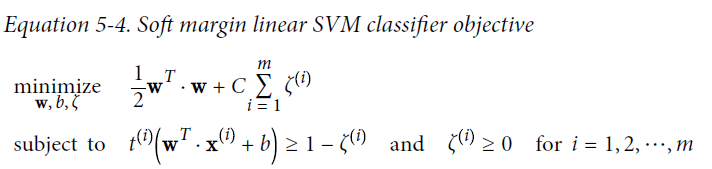 Equation 5-4. Soft margin linear SVM classifier objective
minimize w, b, ζ 1/2 w^T · w + C ∑_{i = 1}^{m} ζ^(i)
subject to t^(i)(w^T · x^(i) + b) ≥ 1 − ζ^(i) and ζ^(i) ≥ 0 for i = 1, 2, ⋯, m